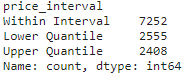 price_interval
Within Interval    7252
Lower Quantile     2555
Upper Quantile     2408
Name: count, dtype: int64